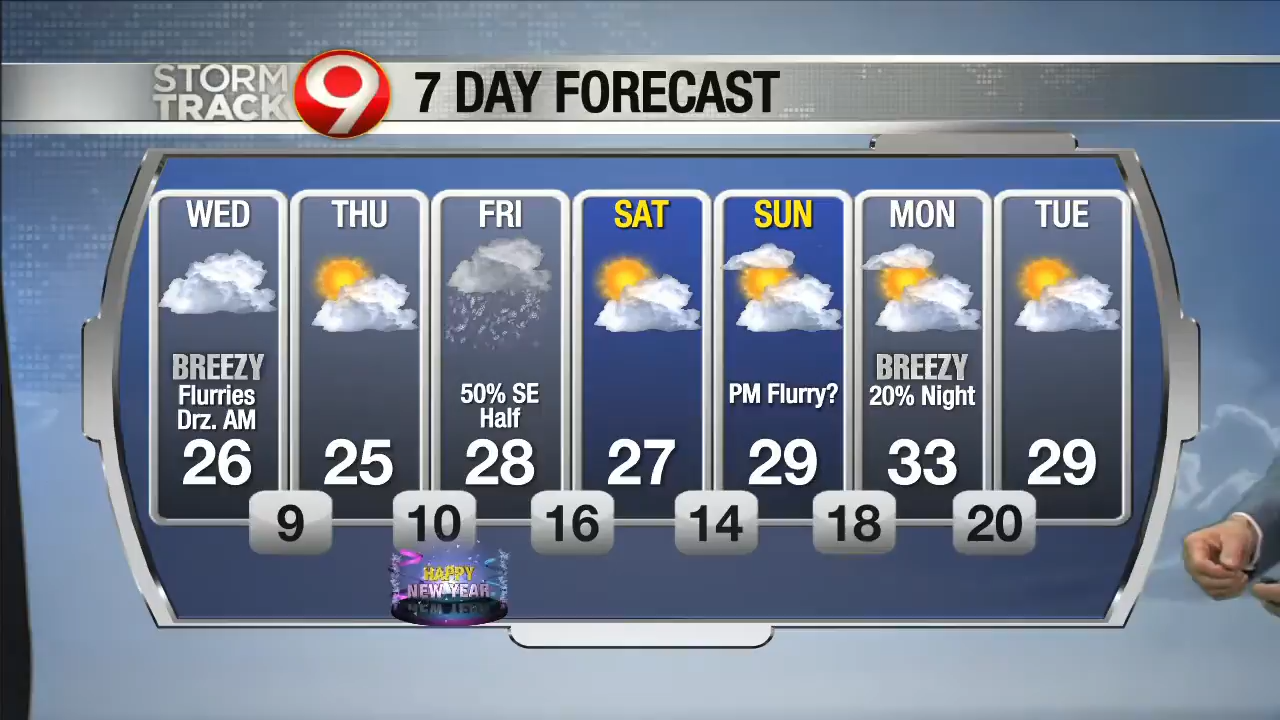 STORM
TRACK
9
7 DAY FORECAST
WED
BREEZY
Flurries
Drz. AM
26
THU
25
FRI
50% SE
Half
28
SAT
27
SUN
PM Flurry?
29
MON
BREEZY
20% Night
33
TUE
29
9
10
16
14
18
20
HAPPY
NEW YEAR